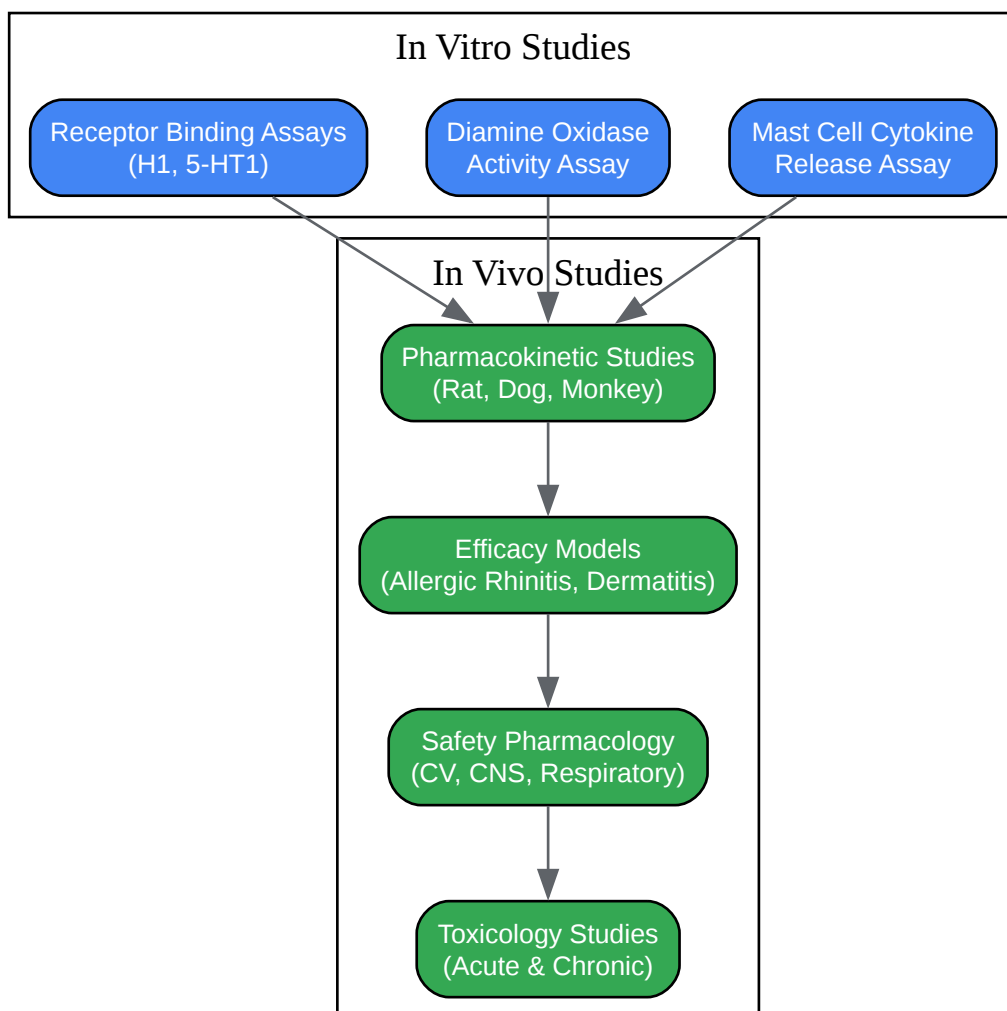 In Vitro Studies
Receptor Binding Assays
(H1, 5-HT1)
Diamine Oxidase
Activity Assay
Mast Cell Cytokine
Release Assay
In Vivo Studies
Pharmacokinetic Studies
(Rat, Dog, Monkey)
Efficacy Models
(Allergic Rhinitis, Dermatitis)
Safety Pharmacology
(CV, CNS, Respiratory)
Toxicology Studies
(Acute & Chronic)